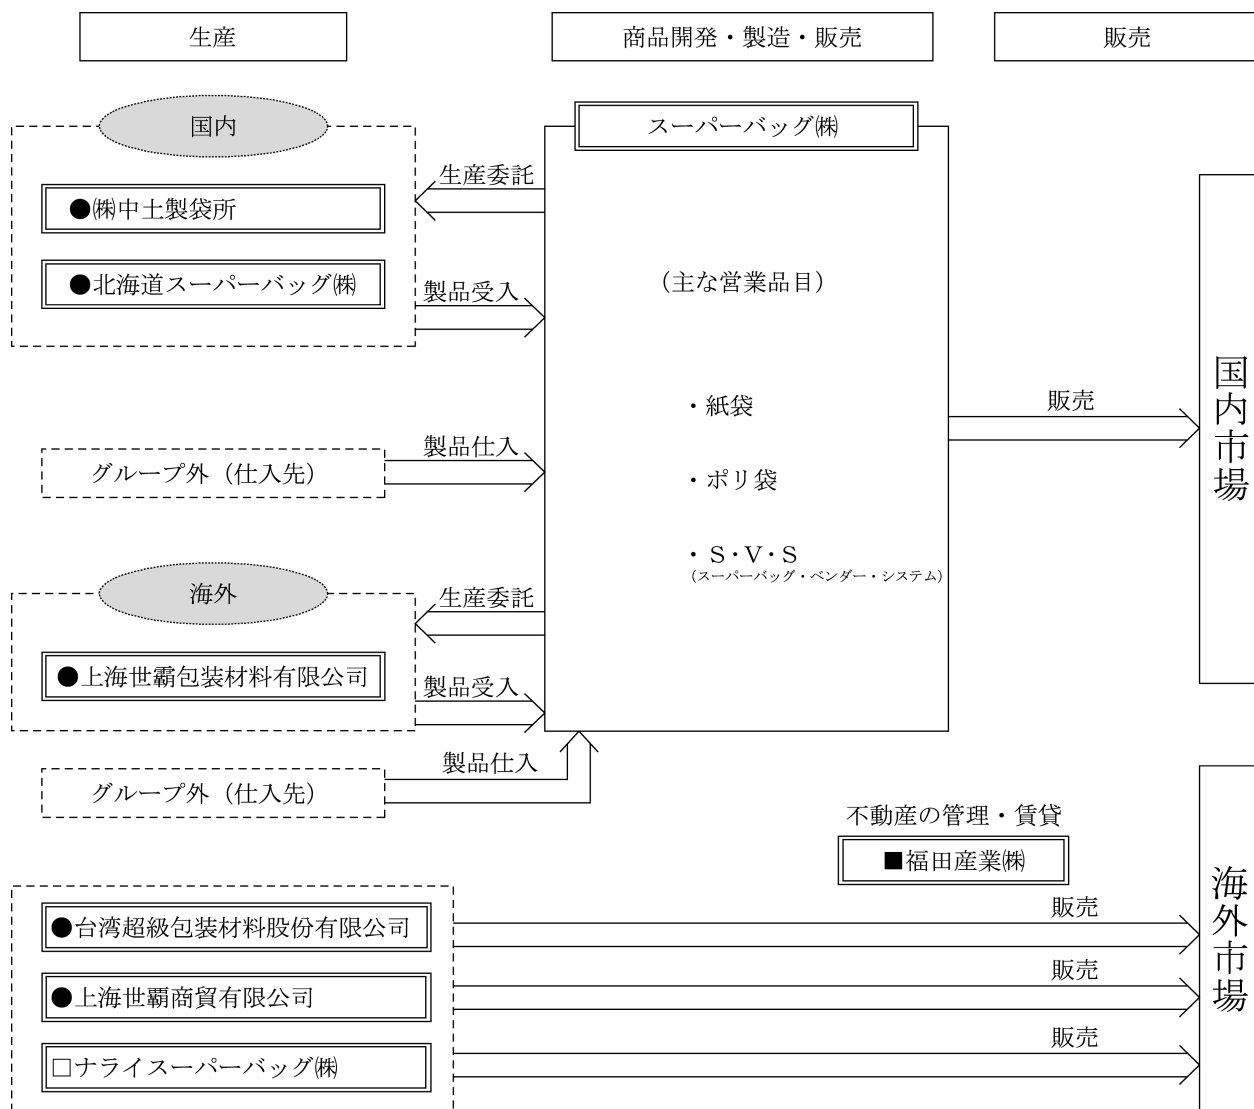 生産
商品開発・製造・販売
販売
国内
スーパーバッグ㈱
生産委託
●㈱中土製袋所
●北海道スーパーバッグ㈱
製品受入
(主な営業品目)
・紙袋
・ポリ袋
・S・V・S
(スーパーバッグ・ベンダー・システム)
販売
国内市場
製品仕入
グループ外(仕入先)
海外
生産委託
●上海世霸包装材料有限公司
製品受入
製品仕入
グループ外(仕入先)
不動産の管理・賃貸
■福田産業㈱
海外市場
●台湾超級包装材料股份有限公司
販売
●上海世覇商貿有限公司
販売
□ナライスーパーバッグ㈱
販売